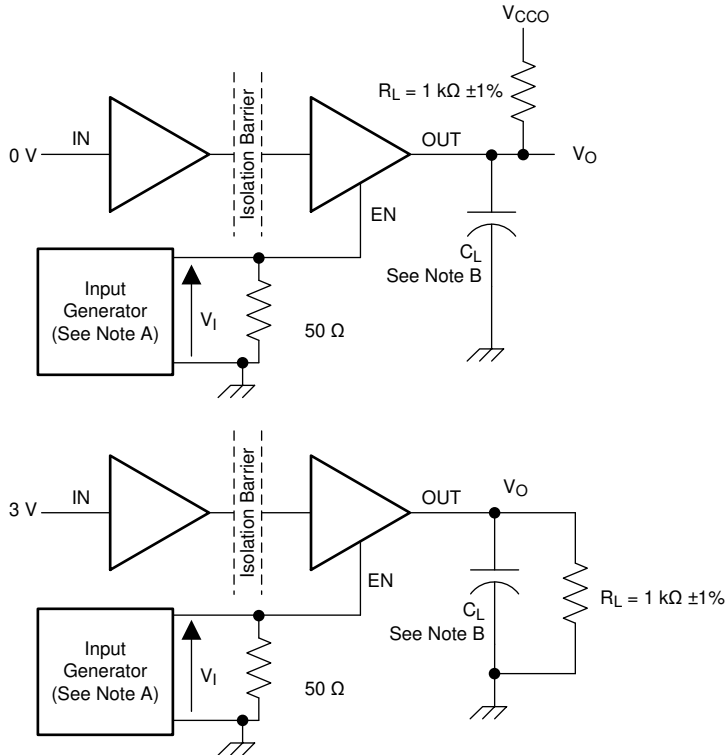 V_CCO
R_L = 1 kΩ ±1%
0 V
IN
Isolation Barrier
OUT
V_O
EN
C_L
See Note B
Input
Generator
(See Note A)
V_I
50 Ω
3 V
IN
Isolation Barrier
OUT
V_O
EN
C_L
See Note B
R_L = 1 kΩ ±1%
Input
Generator
(See Note A)
V_I
50 Ω